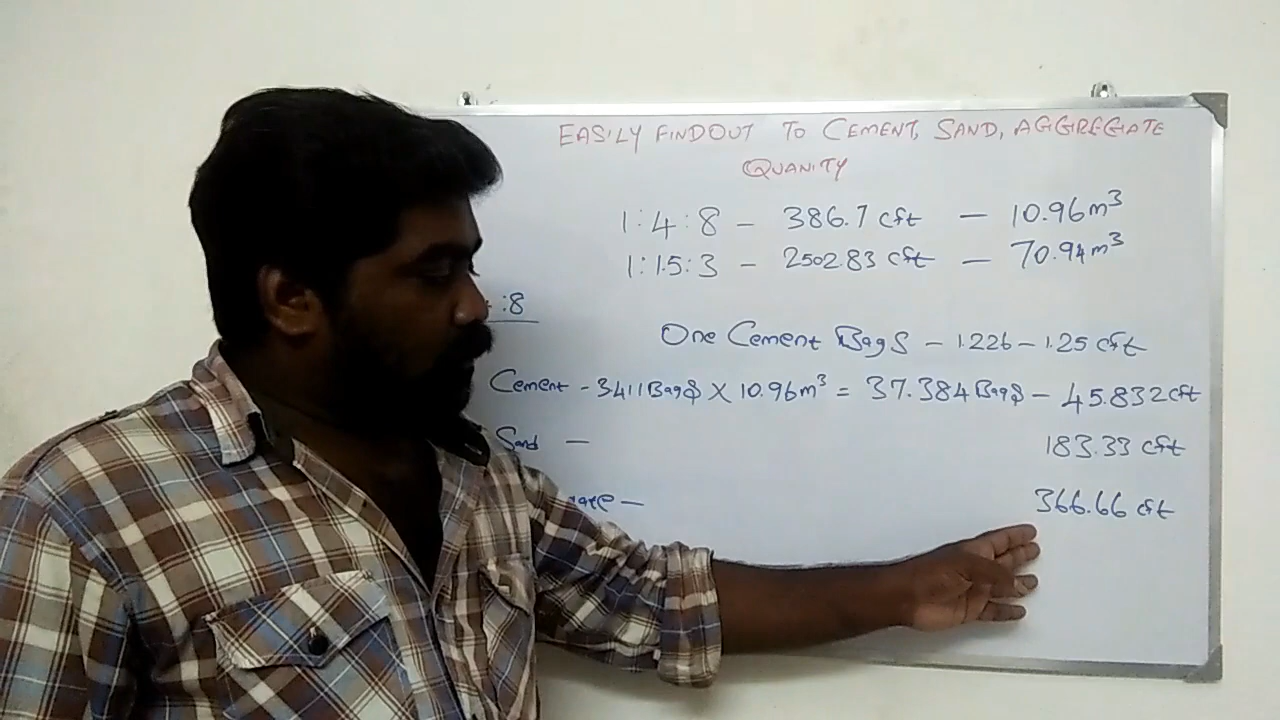 EASILY FINDOUT TO CEMENT, SAND, AGGREGATE
QUANITY
1:4:8 - 386.7 cft - 10.96m³
1:1.5:3 - 2502.83 cft - 70.94m³
:8
One Cement Bags - 1.226 - 1.25 cft
Cement - 3.411 Bags X 10.96m³ = 37.384 Bags - 45.832 cft
Sand - 183.33 cft
- 366.66 cft